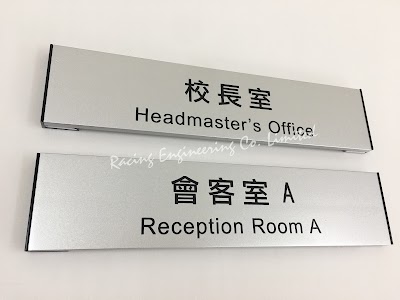 校長室
Headmaster's Office
Racing Engineering Co. Limited
會客室 A
Reception Room A